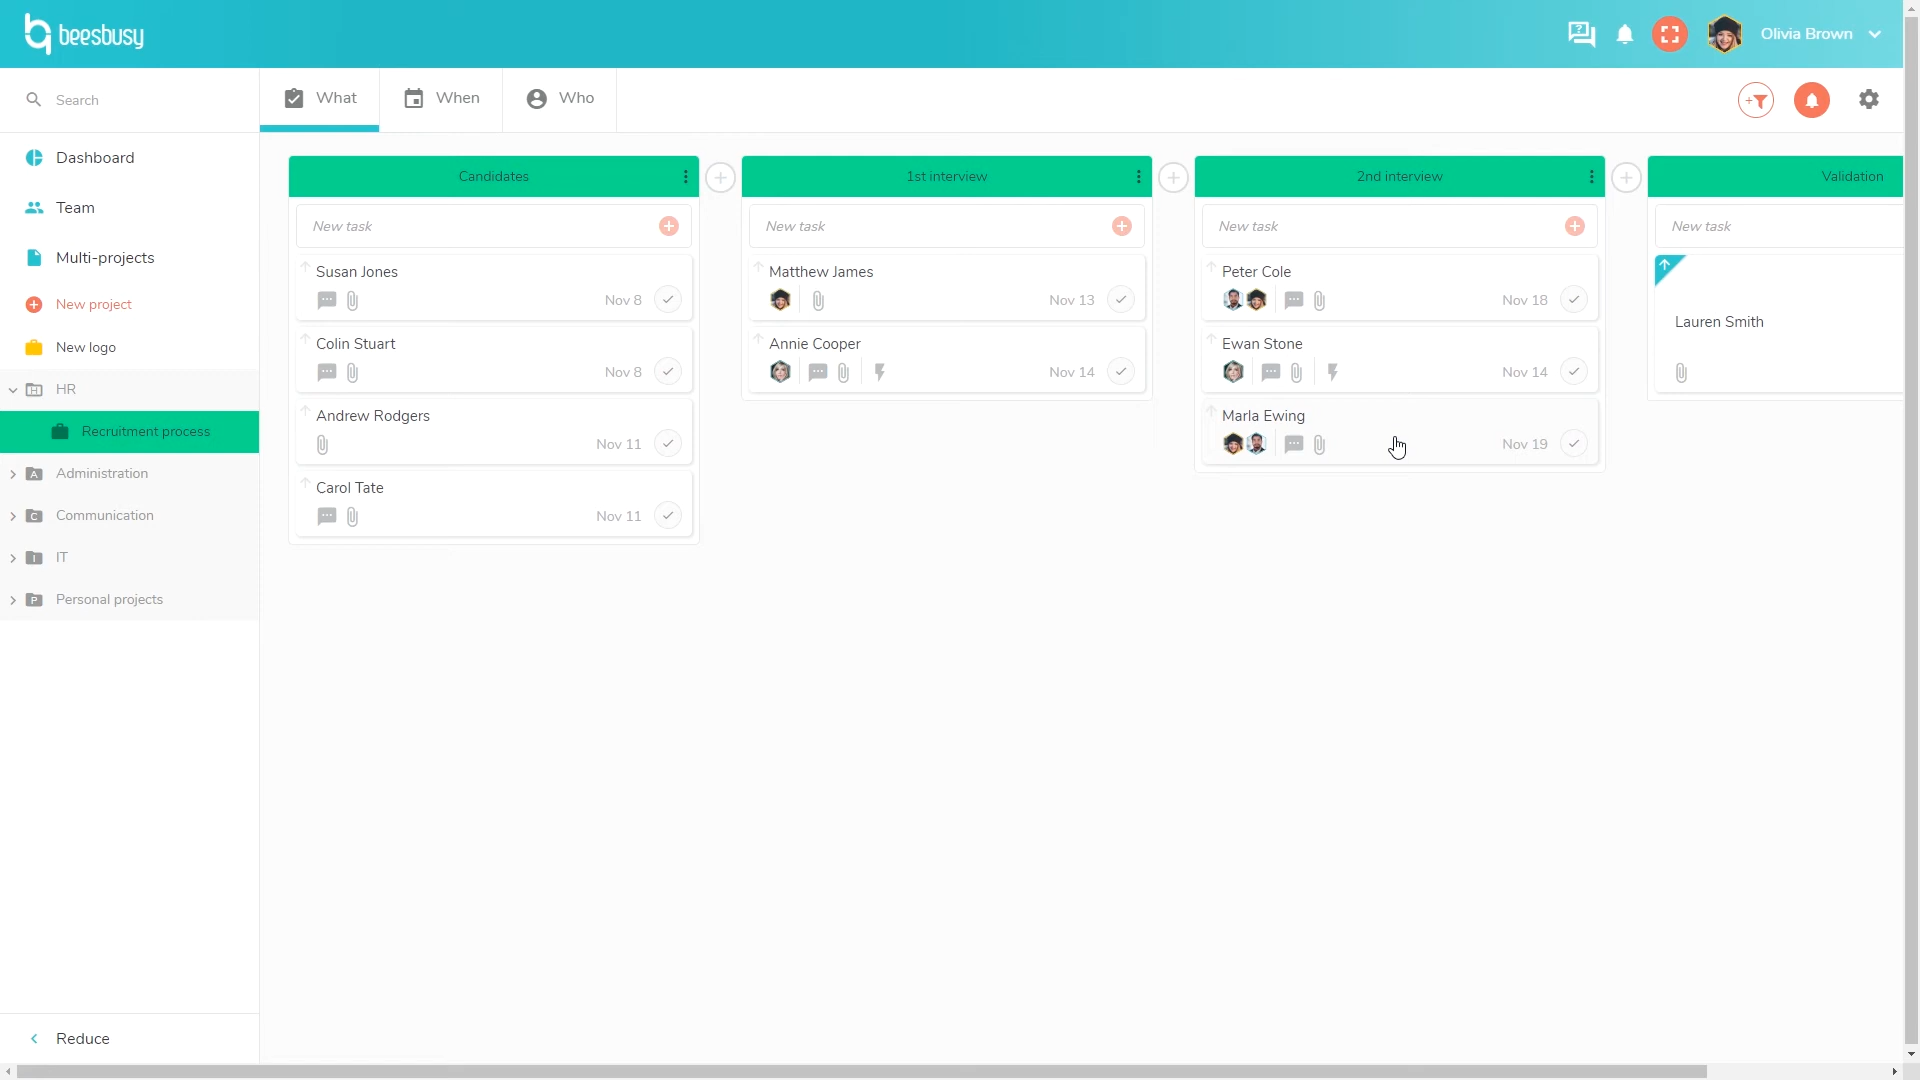 beesbusy
Olivia Brown
Search
What
When
Who
Dashboard
Team
Multi-projects
New project
New logo
HR
Recruitment process
A
Administration
C
Communication
I
IT
P
Personal projects
Reduce
Candidates
New task
Susan Jones
Nov 8
Colin Stuart
Nov 8
Andrew Rodgers
Nov 11
Carol Tate
Nov 11
1st interview
New task
Matthew James
Nov 13
Annie Cooper
Nov 14
2nd interview
New task
Peter Cole
Nov 18
Ewan Stone
Nov 14
Marla Ewing
Nov 19
Validation
New task
Lauren Smith